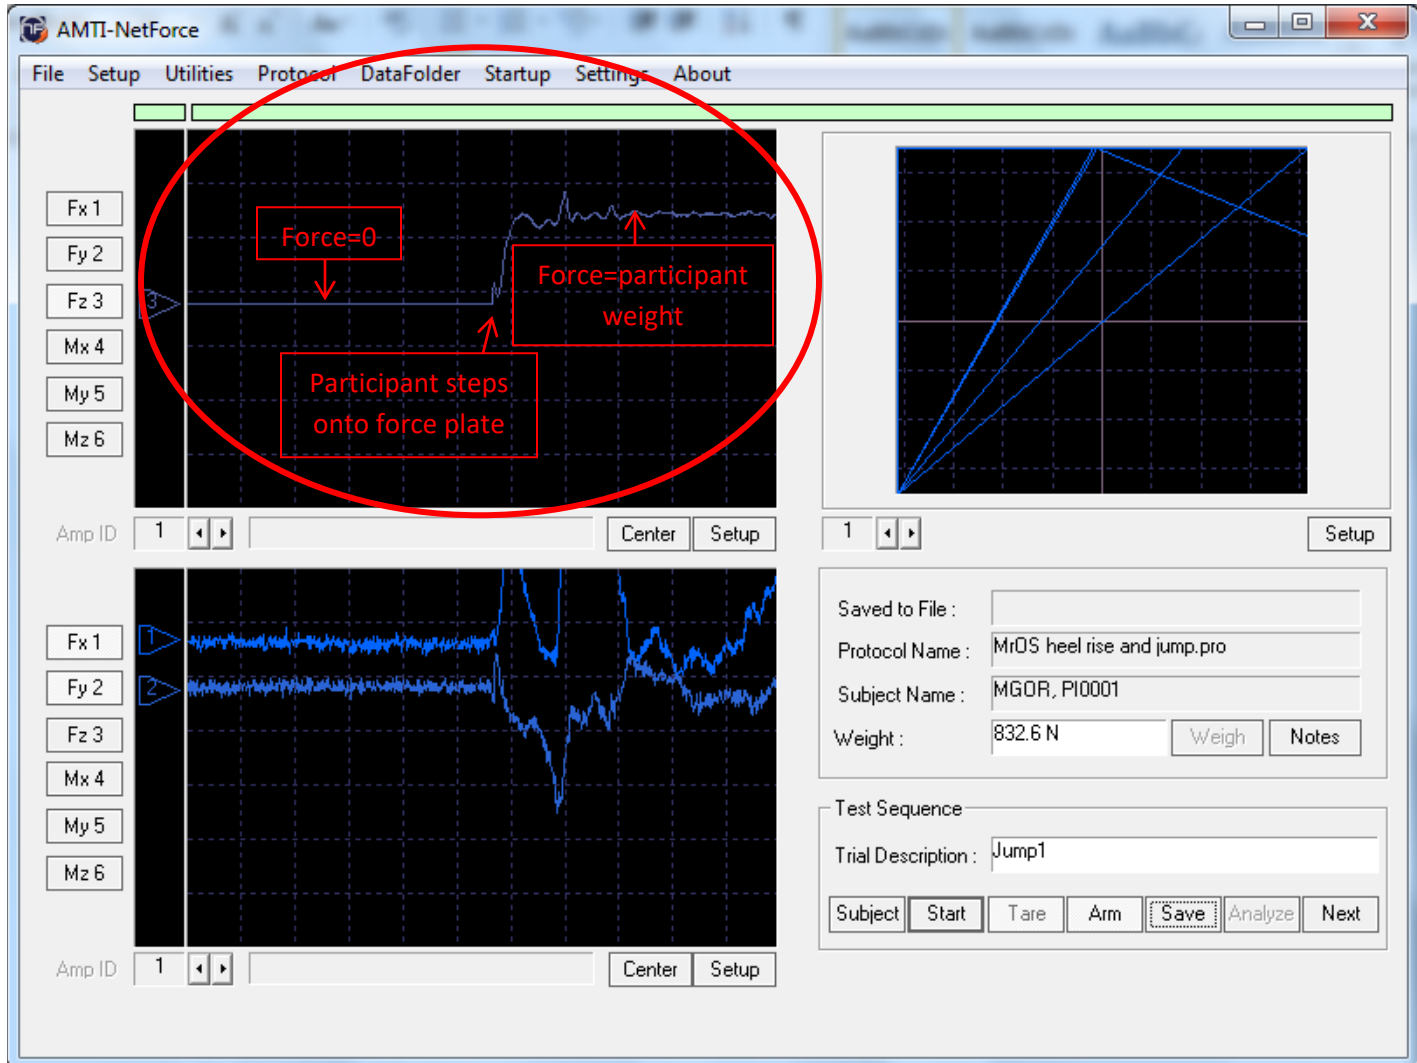 AMTI-NetForce
File Setup Utilities Protocol DataFolder Startup Settings About
Fx 1
Fy 2
Fz 3
Mx 4
My 5
Mz 6
3
Force=0
Force=participant
weight
Participant steps
onto force plate
Amp ID 1 Center Setup
1 Setup
Fx 1
Fy 2
Fz 3
Mx 4
My 5
Mz 6
1
2
Amp ID 1 Center Setup
Saved to File :
Protocol Name : MrOS heel rise and jump.pro
Subject Name : MGOR, PI0001
Weight : 832.6 N Weigh Notes
Test Sequence
Trial Description : Jump1
Subject Start Tare Arm Save Analyze Next